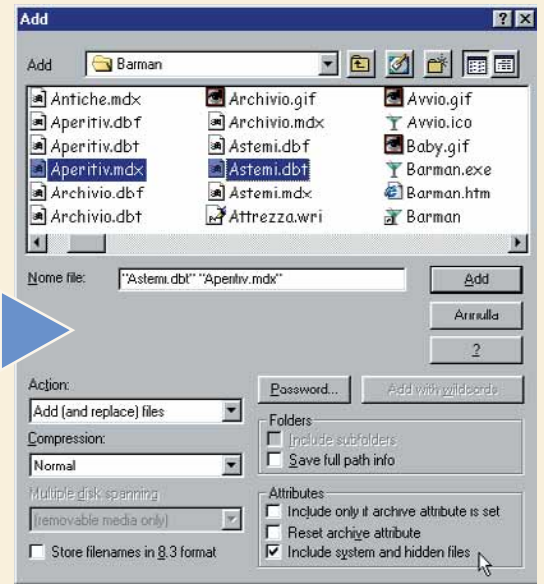 Add
Add Barman
Antiche.mdx Archivio.gif Avvio.gif
Aperitiv.dbf Archivio.mdx Avvio.ico
Aperitiv.dbt Astemi.dbf Baby.gif
Aperitiv.mdx Astemi.dbt Barman.exe
Archivio.dbf Astemi.mdx Barman.htm
Archivio.dbt Attrezza.wri Barman
Nome file: "Astemi.dbt" "Aperitiv.mdx" Add
Annulla
?
Action: Password... Add with wildcards
Add (and replace) files Folders
Include subfolders
Compression: Save full path info
Normal
Multiple disk spanning Attributes
(removable media only) Include only if archive attribute is set
Reset archive attribute
Store filenames in 8.3 format Include system and hidden files